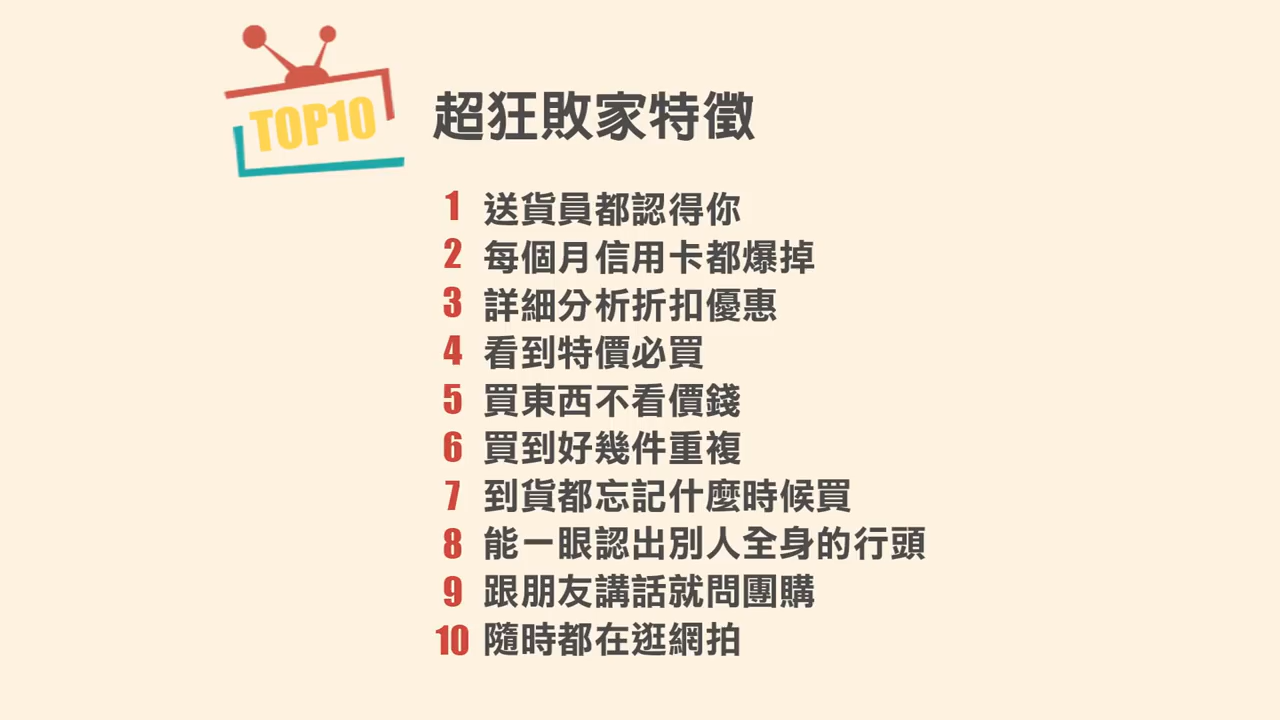 TOP10
超狂敗家特徵
1 送貨員都認得你
2 每個月信用卡都爆掉
3 詳細分析折扣優惠
4 看到特價必買
5 買東西不看價錢
6 買到好幾件重複
7 到貨都忘記什麼時候買
8 能一眼認出別人全身的行頭
9 跟朋友講話就問團購
10 隨時都在逛網拍